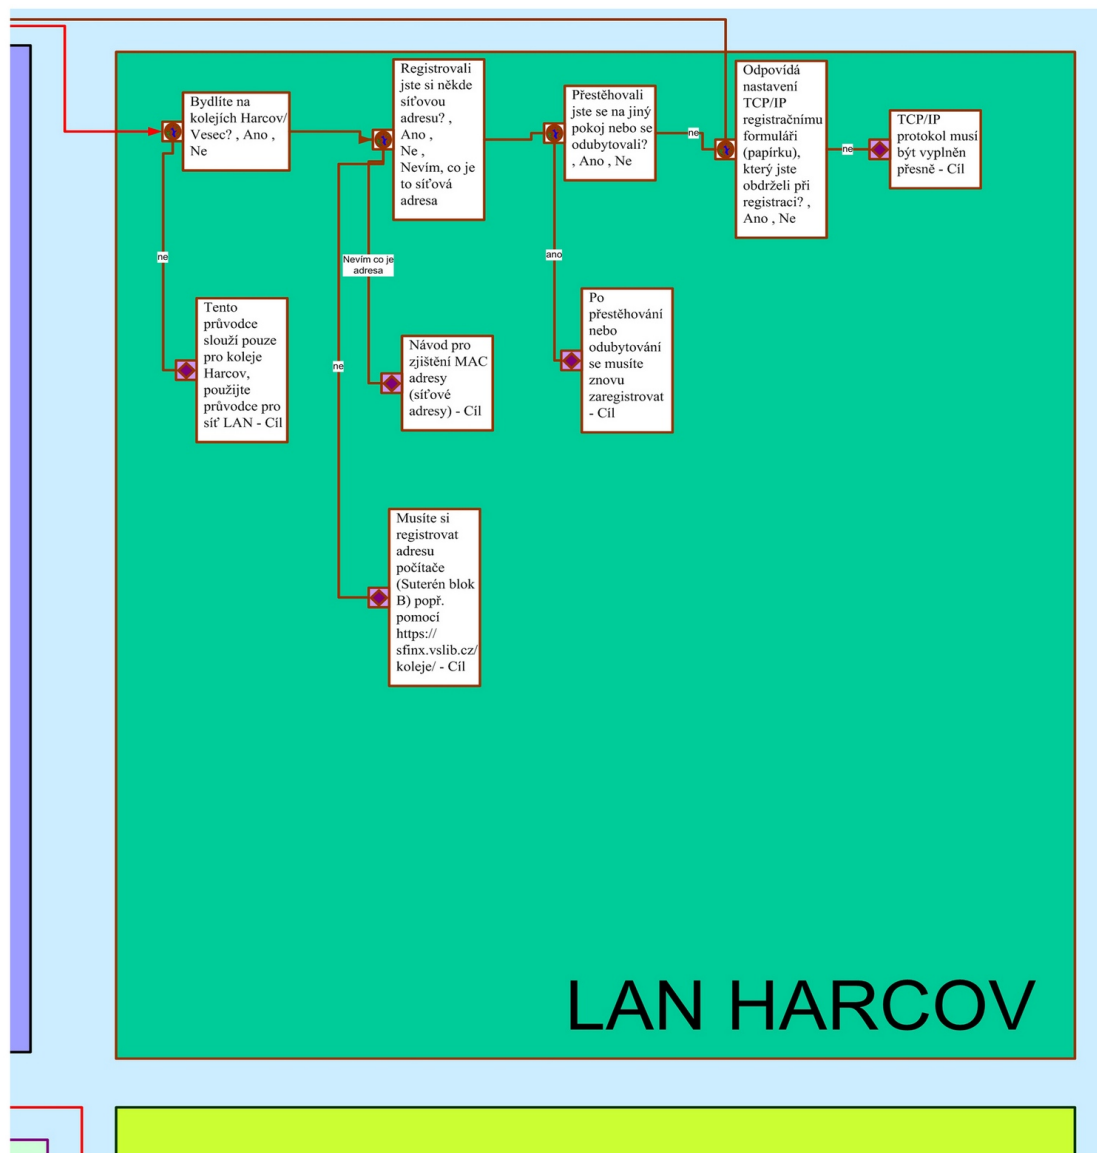 Bydlíte na
kolejích Harcov/
Vesec? , Ano ,
Ne
Registrovali
jste si někde
síťovou
adresu? ,
Ano ,
Ne ,
Nevím, co je
to síťová
adresa
Přestěhovali
jste se na jiný
pokoj nebo se
odubytovali?
, Ano , Ne
ne
Odpovídá
nastavení
TCP/IP
registračnímu
formuláři
(papírku),
který jste
obdrželi při
registraci? ,
Ano , Ne
ne
TCP/IP
protokol musí
být vyplněn
přesně - Cíl
ne
Nevím co je
adresa
ano
ne
Tento
průvodce
slouží pouze
pro koleje
Harcov,
použijte
průvodce pro
síť LAN - Cíl
Návod pro
zjištění MAC
adresy
(síťové
adresy) - Cíl
Po
přestěhování
nebo
odubytování
se musíte
znovu
zaregistrovat
- Cíl
Musíte si
registrovat
adresu
počítače
(Suterén blok
B) popř.
pomocí
https://
sfinx.vslib.cz/
koleje/ - Cíl
LAN HARCOV